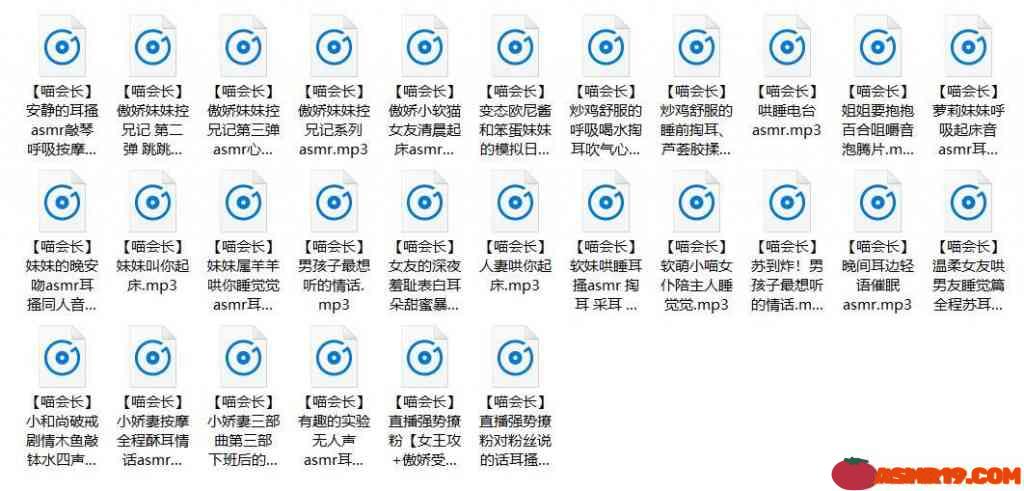 【喵会长】
安静的耳搔
asmr敲琴
呼吸按摩...
【喵会长】
傲娇妹妹控
兄记 第二
弹 跳跳...
【喵会长】
傲娇妹妹控
兄记第三弹
asmr心...
【喵会长】
傲娇妹妹控
兄记系列
asmr.mp3
【喵会长】
傲娇小软猫
女友清晨起
床asmr...
【喵会长】
变态欧尼酱
和笨蛋妹妹
的模拟日...
【喵会长】
炒鸡舒服的
呼吸喝水掏
耳吹气心...
【喵会长】
炒鸡舒服的
睡前掏耳、
芦荟胶揉...
【喵会长】
哄睡电台
asmr.mp3
【喵会长】
姐姐要抱抱
百合咀嚼音
泡腾片.m...
【喵会长】
萝莉妹妹呼
吸起床音
asmr耳...
【喵会长】
妹妹的晚安
吻asmr耳
搔同人音...
【喵会长】
妹妹叫你起
床.mp3
【喵会长】
妹妹屋羊羊
哄你睡觉觉
asmr耳...
【喵会长】
男孩子最想
听的情话.
mp3
【喵会长】
女友的深夜
羞耻表白耳
朵甜蜜暴...
【喵会长】
人妻哄你起
床.mp3
【喵会长】
软妹哄睡耳
搔asmr 掏
耳 采耳 ...
【喵会长】
软萌小喵女
仆陪主人睡
觉觉.mp3
【喵会长】
苏到炸！男
孩子最想听
的情话.m...
【喵会长】
晚间耳边轻
语催眠
asmr.mp3
【喵会长】
温柔女友哄
男友睡觉篇
全程苏耳...
【喵会长】
小和尚破戒
剧情木鱼敲
钵水四声...
【喵会长】
小娇妻按摩
全程酥耳情
话asmr...
【喵会长】
小娇妻三部
曲第三部
下班后的...
【喵会长】
有趣的实验
无人声
asmr耳...
【喵会长】
直播强势撩
粉【女王攻
+傲娇受...
【喵会长】
直播强势撩
粉对粉丝说
的话耳搔...
ASMR19.COM